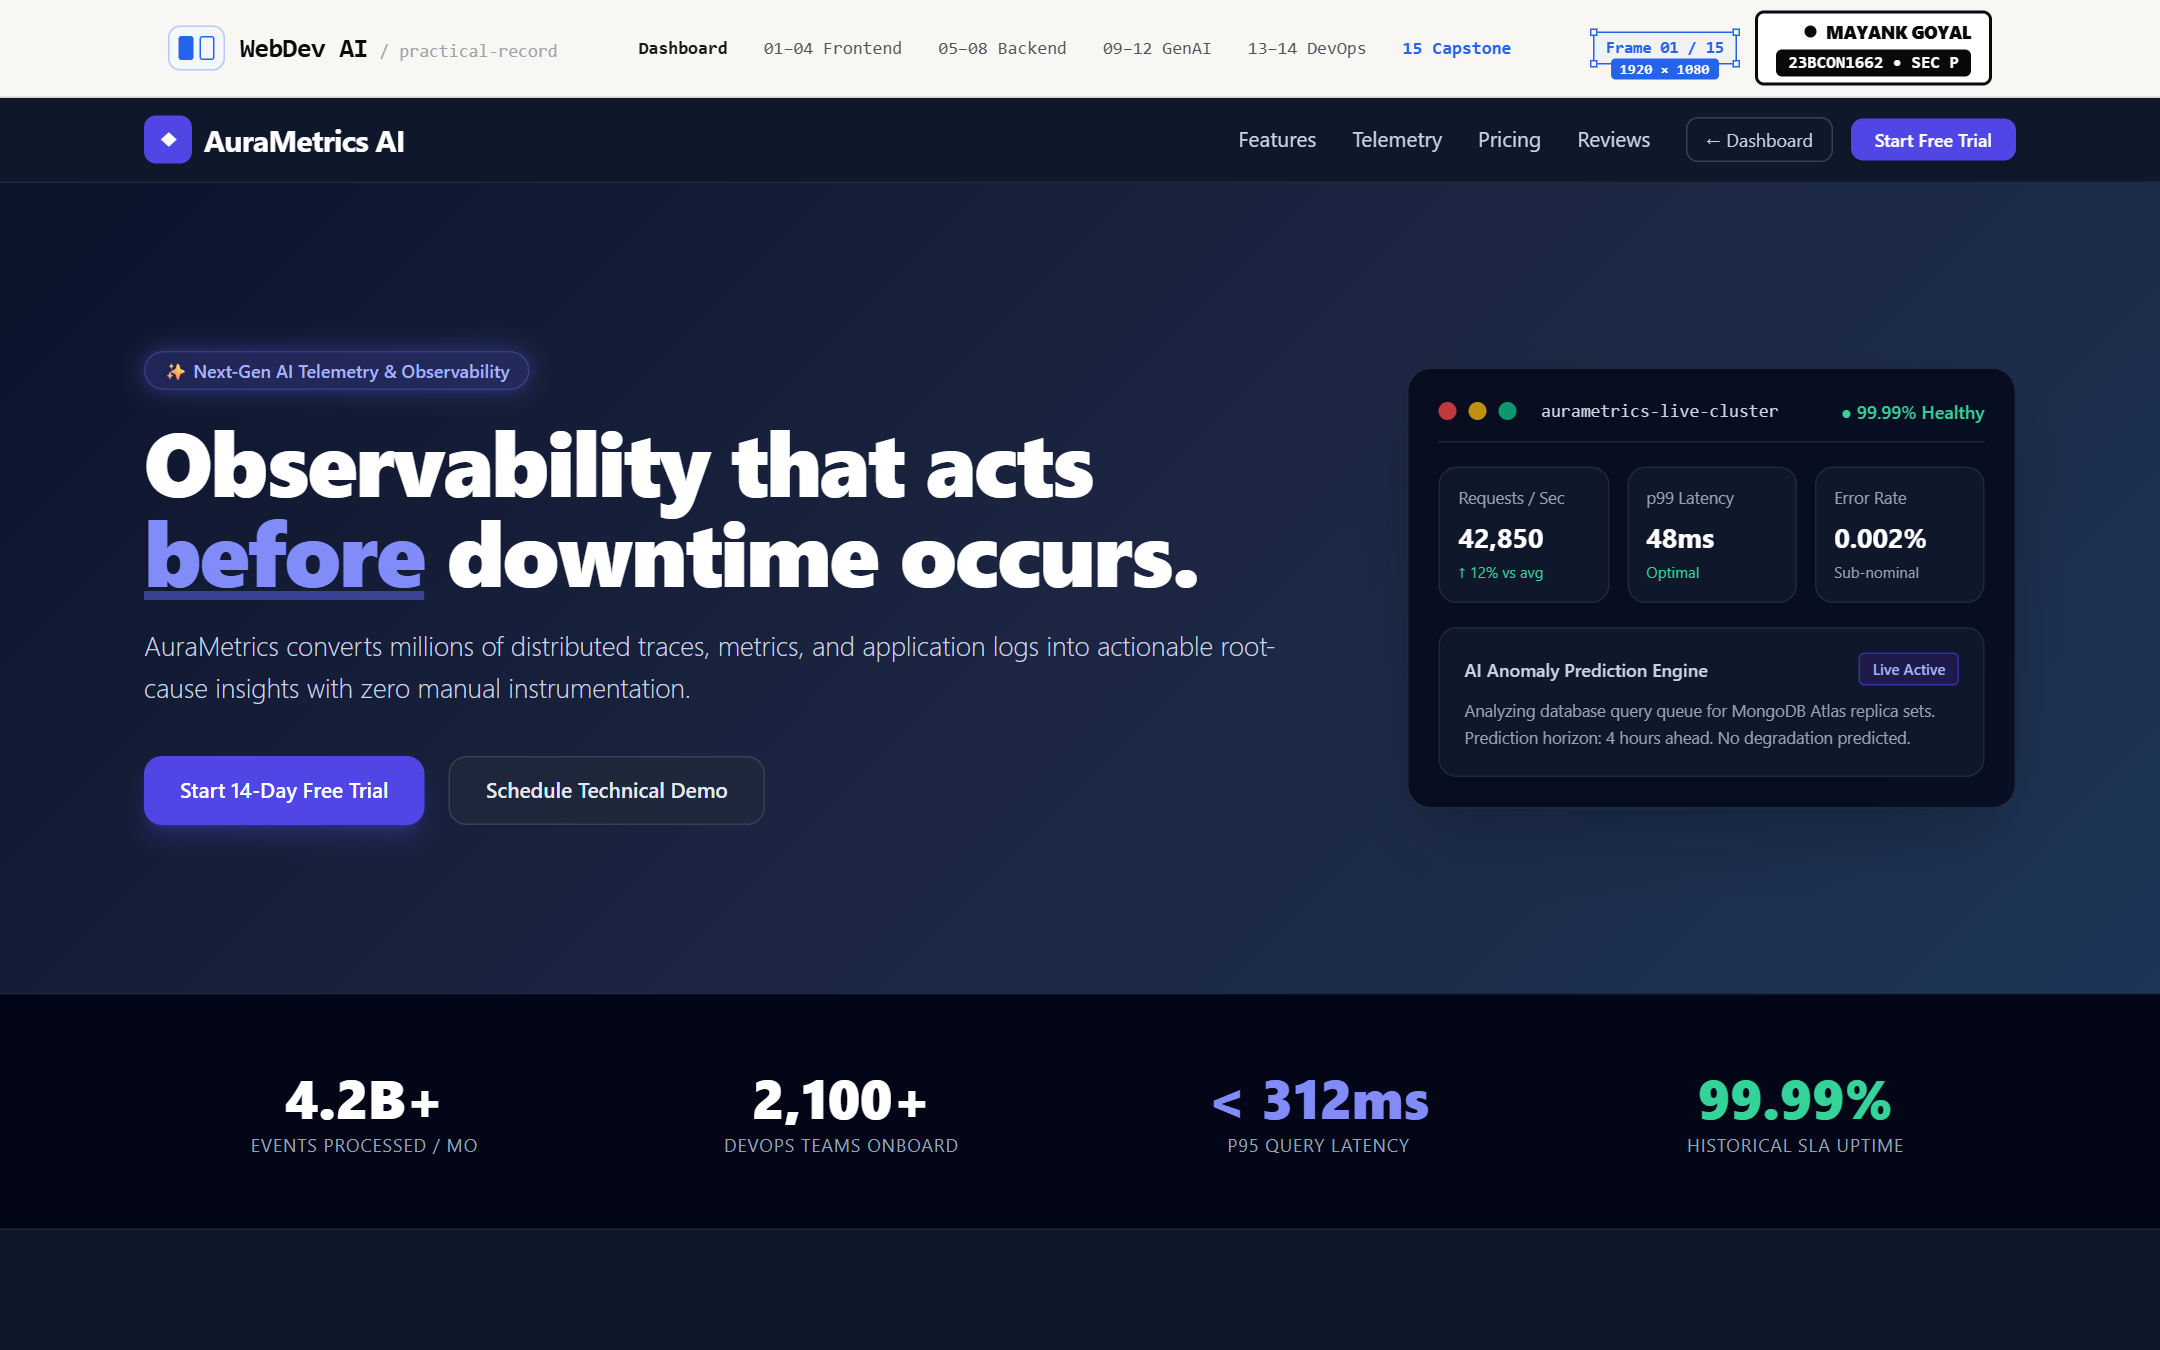 WebDev AI / practical-record
Dashboard 01–04 Frontend 05–08 Backend 09–12 GenAI 13–14 DevOps 15 Capstone
Frame 01 / 15
1920 × 1080
● MAYANK GOYAL
23BCON1662 • SEC P
AuraMetrics AI
Features Telemetry Pricing Reviews ← Dashboard Start Free Trial
✨ Next-Gen AI Telemetry & Observability
Observability that acts
before downtime occurs.
AuraMetrics converts millions of distributed traces, metrics, and application logs into actionable root-
cause insights with zero manual instrumentation.
Start 14-Day Free Trial Schedule Technical Demo
aurametrics-live-cluster ● 99.99% Healthy
Requests / Sec
42,850
↑ 12% vs avg
p99 Latency
48ms
Optimal
Error Rate
0.002%
Sub-nominal
AI Anomaly Prediction Engine Live Active
Analyzing database query queue for MongoDB Atlas replica sets.
Prediction horizon: 4 hours ahead. No degradation predicted.
4.2B+
EVENTS PROCESSED / MO
2,100+
DEVOPS TEAMS ONBOARD
< 312ms
P95 QUERY LATENCY
99.99%
HISTORICAL SLA UPTIME